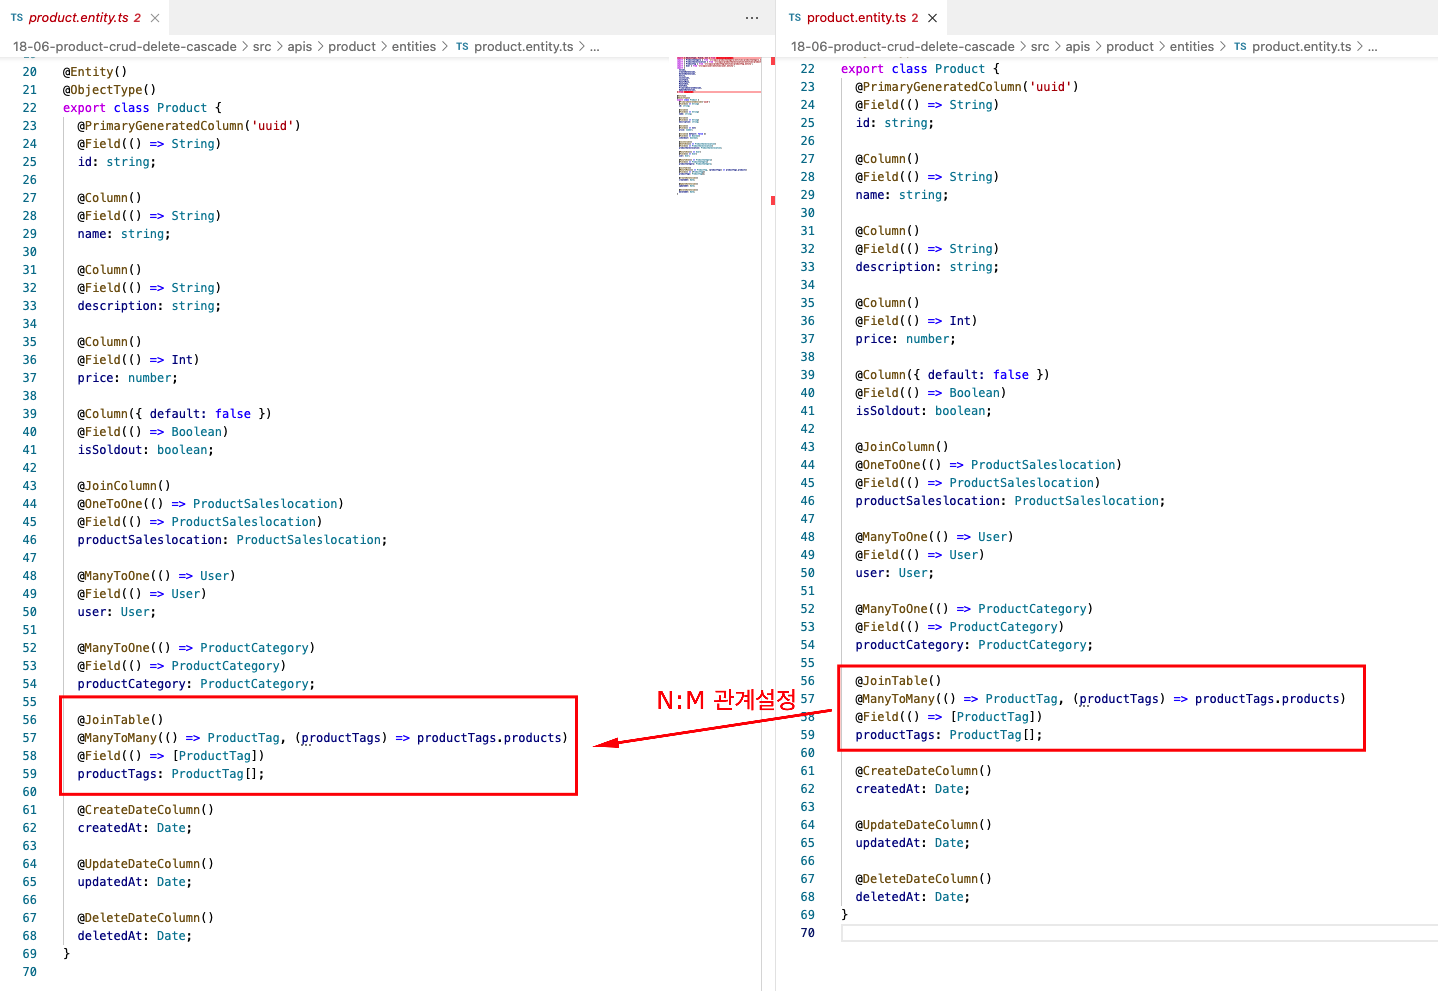 TS product.entity.ts 2 ×
18-06-product-crud-delete-cascade > src > apis > product > entities > TS product.entity.ts > ...
20 @Entity()
21 @ObjectType()
22 export class Product {
23 @PrimaryGeneratedColumn('uuid')
24 @Field(() => String)
25 id: string;
26
27 @Column()
28 @Field(() => String)
29 name: string;
30
31 @Column()
32 @Field(() => String)
33 description: string;
34
35 @Column()
36 @Field(() => Int)
37 price: number;
38
39 @Column({ default: false })
40 @Field(() => Boolean)
41 isSoldout: boolean;
42
43 @JoinColumn()
44 @OneToOne(() => ProductSaleslocation)
45 @Field(() => ProductSaleslocation)
46 productSaleslocation: ProductSaleslocation;
47
48 @ManyToOne(() => User)
49 @Field(() => User)
50 user: User;
51
52 @ManyToOne(() => ProductCategory)
53 @Field(() => ProductCategory)
54 productCategory: ProductCategory;
55
56 @JoinTable()
57 @ManyToMany(() => ProductTag, (productTags) => productTags.products)
58 @Field(() => [ProductTag])
59 productTags: ProductTag[];
60
61 @CreateDateColumn()
62 createdAt: Date;
63
64 @UpdateDateColumn()
65 updatedAt: Date;
66
67 @DeleteDateColumn()
68 deletedAt: Date;
69 }
70
N:M 관계설정
TS product.entity.ts 2 ×
18-06-product-crud-delete-cascade > src > apis > product > entities > TS product.entity.ts > ...
22 export class Product {
23 @PrimaryGeneratedColumn('uuid')
24 @Field(() => String)
25 id: string;
26
27 @Column()
28 @Field(() => String)
29 name: string;
30
31 @Column()
32 @Field(() => String)
33 description: string;
34
35 @Column()
36 @Field(() => Int)
37 price: number;
38
39 @Column({ default: false })
40 @Field(() => Boolean)
41 isSoldout: boolean;
42
43 @JoinColumn()
44 @OneToOne(() => ProductSaleslocation)
45 @Field(() => ProductSaleslocation)
46 productSaleslocation: ProductSaleslocation;
47
48 @ManyToOne(() => User)
49 @Field(() => User)
50 user: User;
51
52 @ManyToOne(() => ProductCategory)
53 @Field(() => ProductCategory)
54 productCategory: ProductCategory;
55
56 @JoinTable()
57 @ManyToMany(() => ProductTag, (productTags) => productTags.products)
58 @Field(() => [ProductTag])
59 productTags: ProductTag[];
60
61 @CreateDateColumn()
62 createdAt: Date;
63
64 @UpdateDateColumn()
65 updatedAt: Date;
66
67 @DeleteDateColumn()
68 deletedAt: Date;
69 }
70